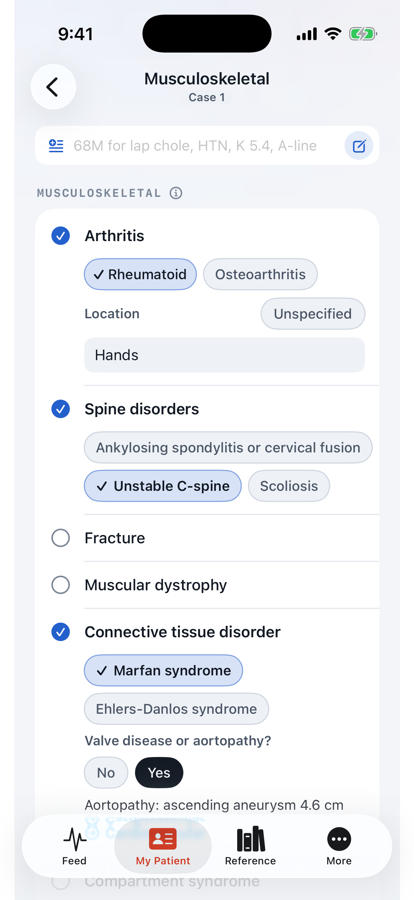 9:41
Musculoskeletal
Case 1
68M for lap chole, HTN, K 5.4, A-line
MUSCULOSKELETAL
Arthritis
Rheumatoid Osteoarthritis
Location Unspecified
Hands
Spine disorders
Ankylosing spondylitis or cervical fusion
Unstable C-spine Scoliosis
Fracture
Muscular dystrophy
Connective tissue disorder
Marfan syndrome
Ehlers-Danlos syndrome
Valve disease or aortopathy?
No Yes
Aortopathy: ascending aneurysm 4.6 cm
Feed My Patient Reference More
Compartment syndrome